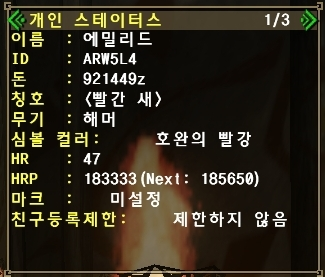 개인 스테이터스 1/3
이름 : 에밀리드
ID : ARW5L4
돈 : 921449z
칭호 : <빨간 새>
무기 : 해머
심볼 컬러: 호완의 빨강
HR : 47
HRP : 183333(Next: 185650)
마크 : 미설정
친구등록제한: 제한하지 않음